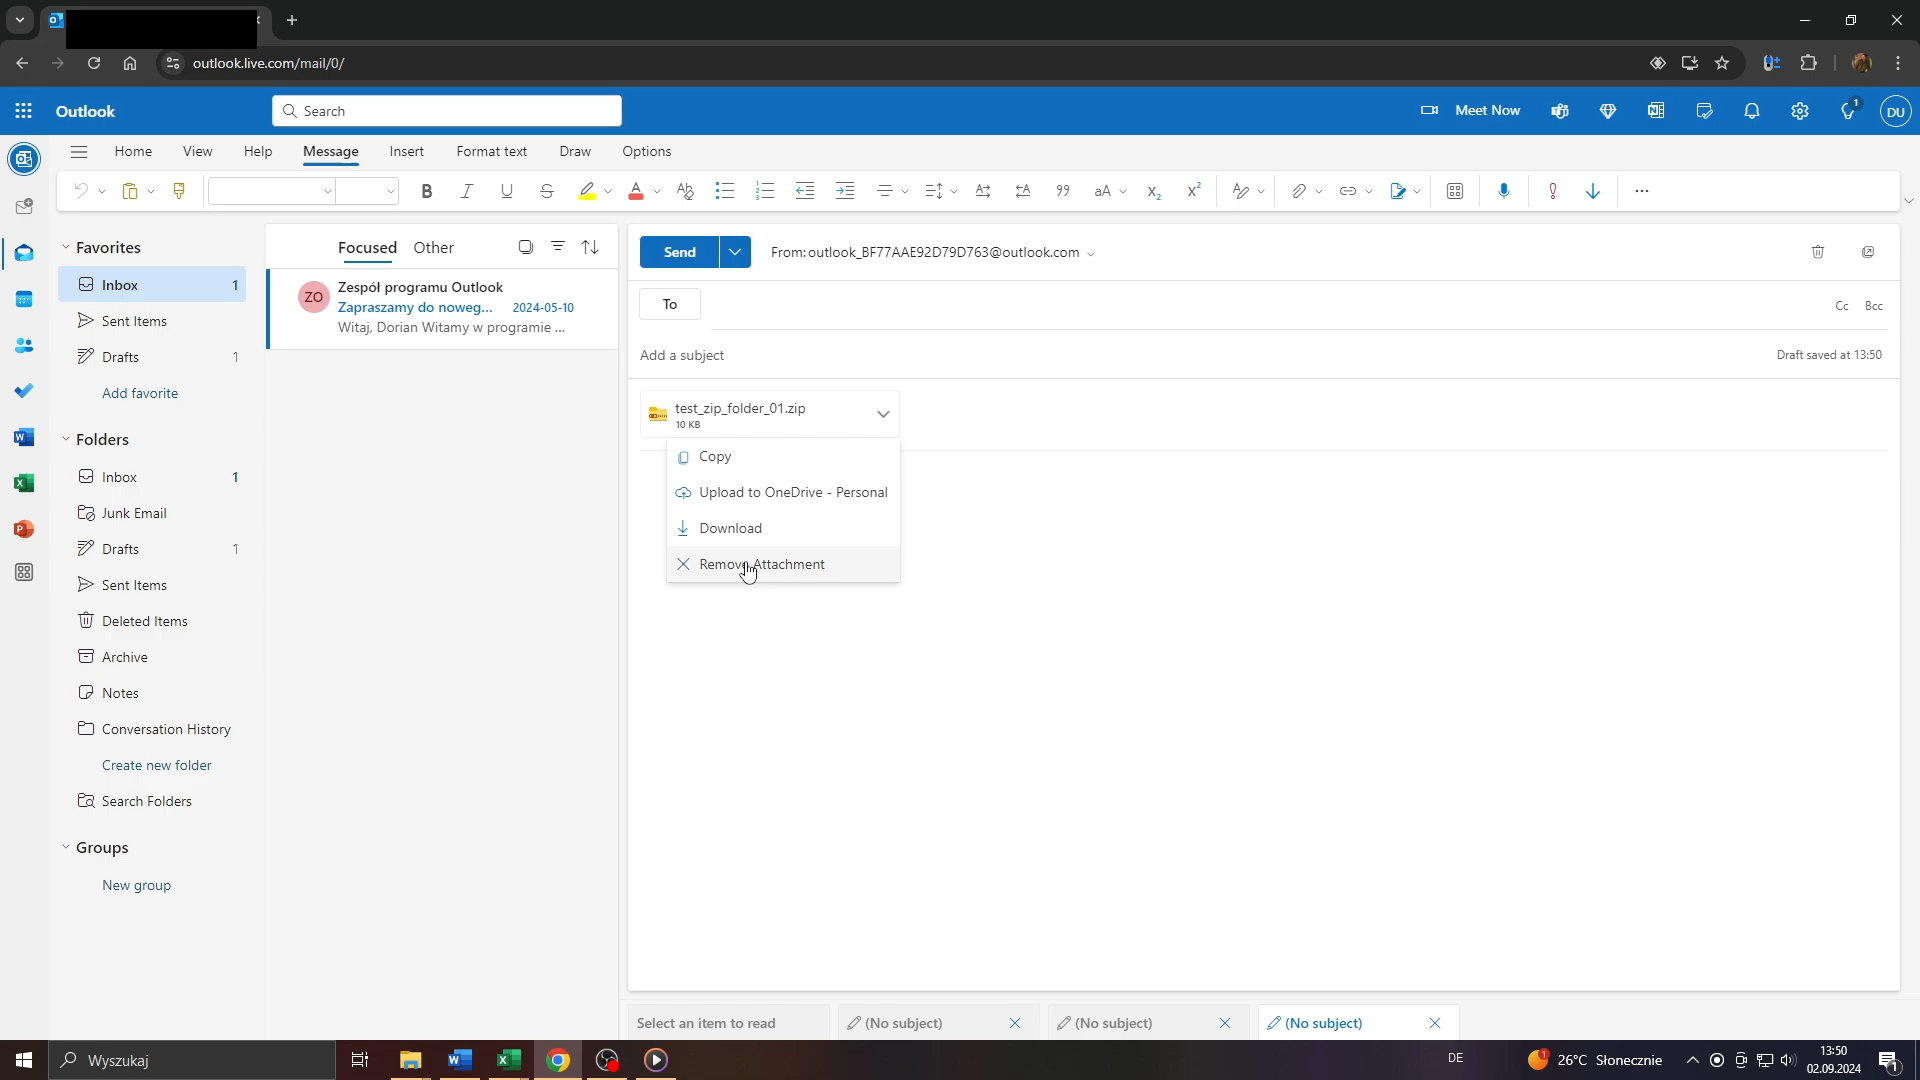 outlook.live.com/mail/0/
Outlook
Search
Meet Now
1
DU
Home View Help Message Insert Format text Draw Options
B I U
aA
Favorites
Inbox 1
Sent Items
Drafts 1
Add favorite
Folders
Inbox 1
Junk Email
Drafts 1
Sent Items
Deleted Items
Archive
Notes
Conversation History
Create new folder
Search Folders
Groups
New group
Focused Other
ZO
Zespół programu Outlook
Zapraszamy do noweg... 2024-05-10
Witaj, Dorian Witamy w programie ...
Send
From: outlook_BF77AAE92D79D763@outlook.com
To
Cc Bcc
Add a subject
Draft saved at 13:50
test_zip_folder_01.zip
10 KB
Copy
Upload to OneDrive - Personal
Download
Remove Attachment
Select an item to read
(No subject)
(No subject)
(No subject)
Wyszukaj
DE
1
26°C Słonecznie
13:50
02.09.2024
1